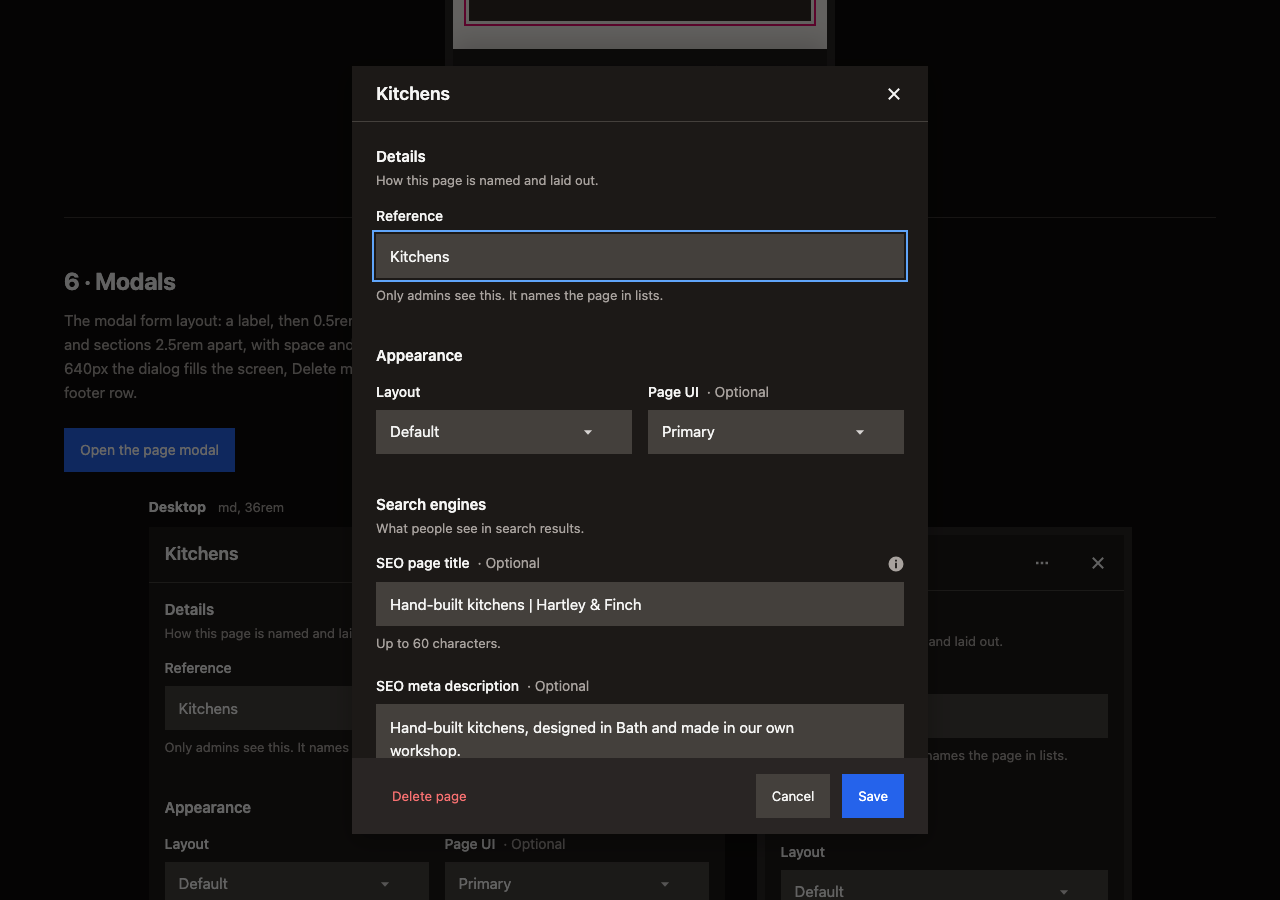 Kitchens
Details
How this page is named and laid out.
Reference
Kitchens
Only admins see this. It names the page in lists.
Appearance
Layout
Page UI · Optional
Default
Primary
Search engines
What people see in search results.
SEO page title · Optional
Hand-built kitchens | Hartley & Finch
Up to 60 characters.
SEO meta description · Optional
Hand-built kitchens, designed in Bath and made in our own
workshop.
Delete page
Cancel
Save
6 · Modals
The modal form layout: a label, then
and sections 2.5rem apart, with space and
640px the dialog fills the screen, Delete
footer row.
Open the page modal
Desktop md, 36rem
Kitchens
Details
How this page is named and
Reference
Kitchens
Only admins see this. It names
Appearance
Layout
Page UI · Optional
Default
Primary
and laid out.
names the page in lists.
Layout
Default